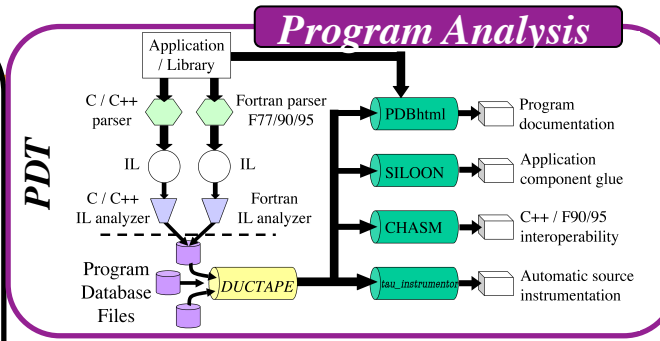 Program Analysis
PDT
Application
/ Library
C / C++
parser
Fortran parser
F77/90/95
IL
IL
C / C++
IL analyzer
Fortran
IL analyzer
Program
Database
Files
DUCTAPE
PDBhtml
Program
documentation
SILOON
Application
component glue
CHASM
C++ / F90/95
interoperability
tau_instrumentor
Automatic source
instrumentation